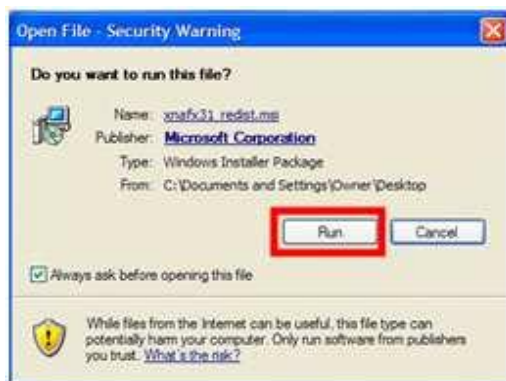 Open File - Security Warning
Do you want to run this file?
Name: xnafx31_redist.msi
Publisher: Microsoft Corporation
Type: Windows Installer Package
From: C:\Documents and Settings\Owner\Desktop
Run Cancel
Always ask before opening this file
While files from the Internet can be useful, this file type can
potentially harm your computer. Only run software from publishers
you trust. What's the risk?